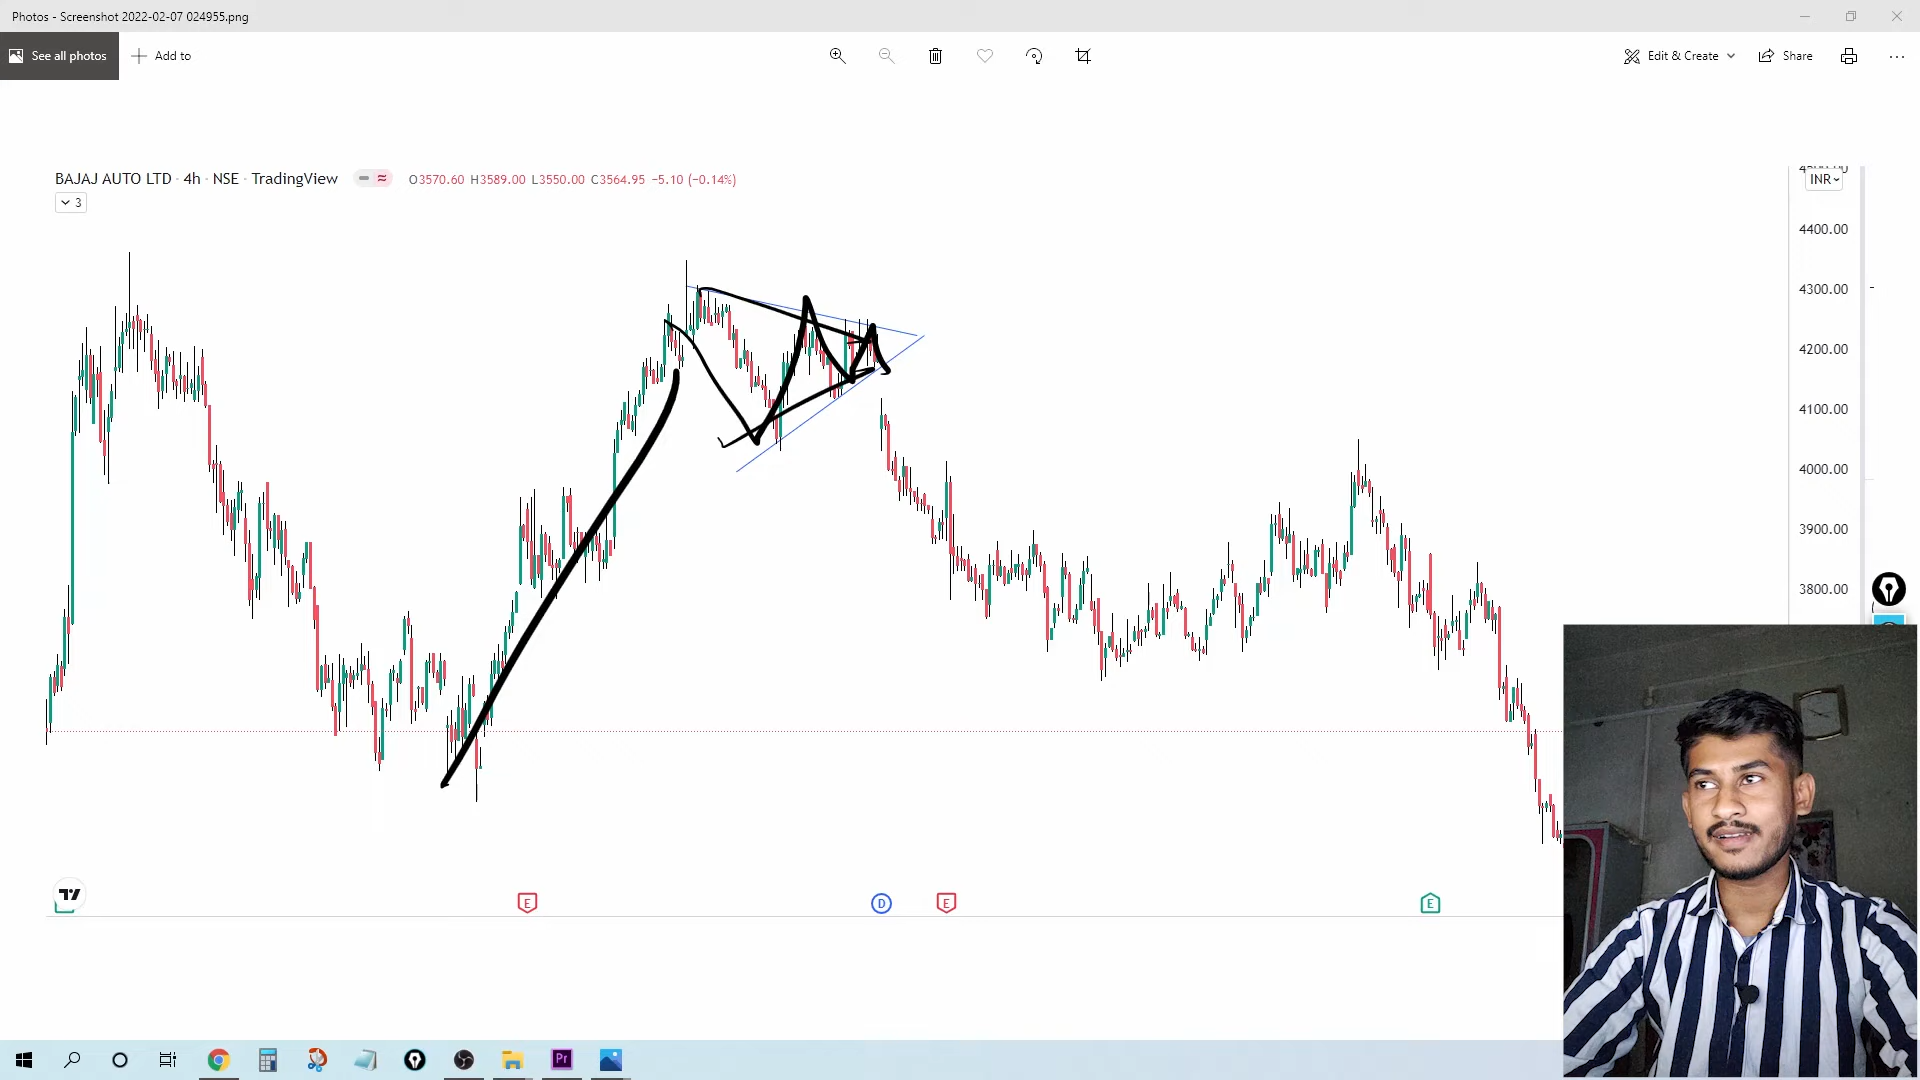 Photos - Screenshot 2022-02-07 024955.png
See all photos
Add to
Edit & Create
Share
BAJAJ AUTO LTD · 4h · NSE · TradingView
O3570.60 H3589.00 L3550.00 C3564.95 −5.10 (−0.14%)
3
INR
4400.00
4300.00
4200.00
4100.00
4000.00
3900.00
3800.00
E
D
E
E
Pr